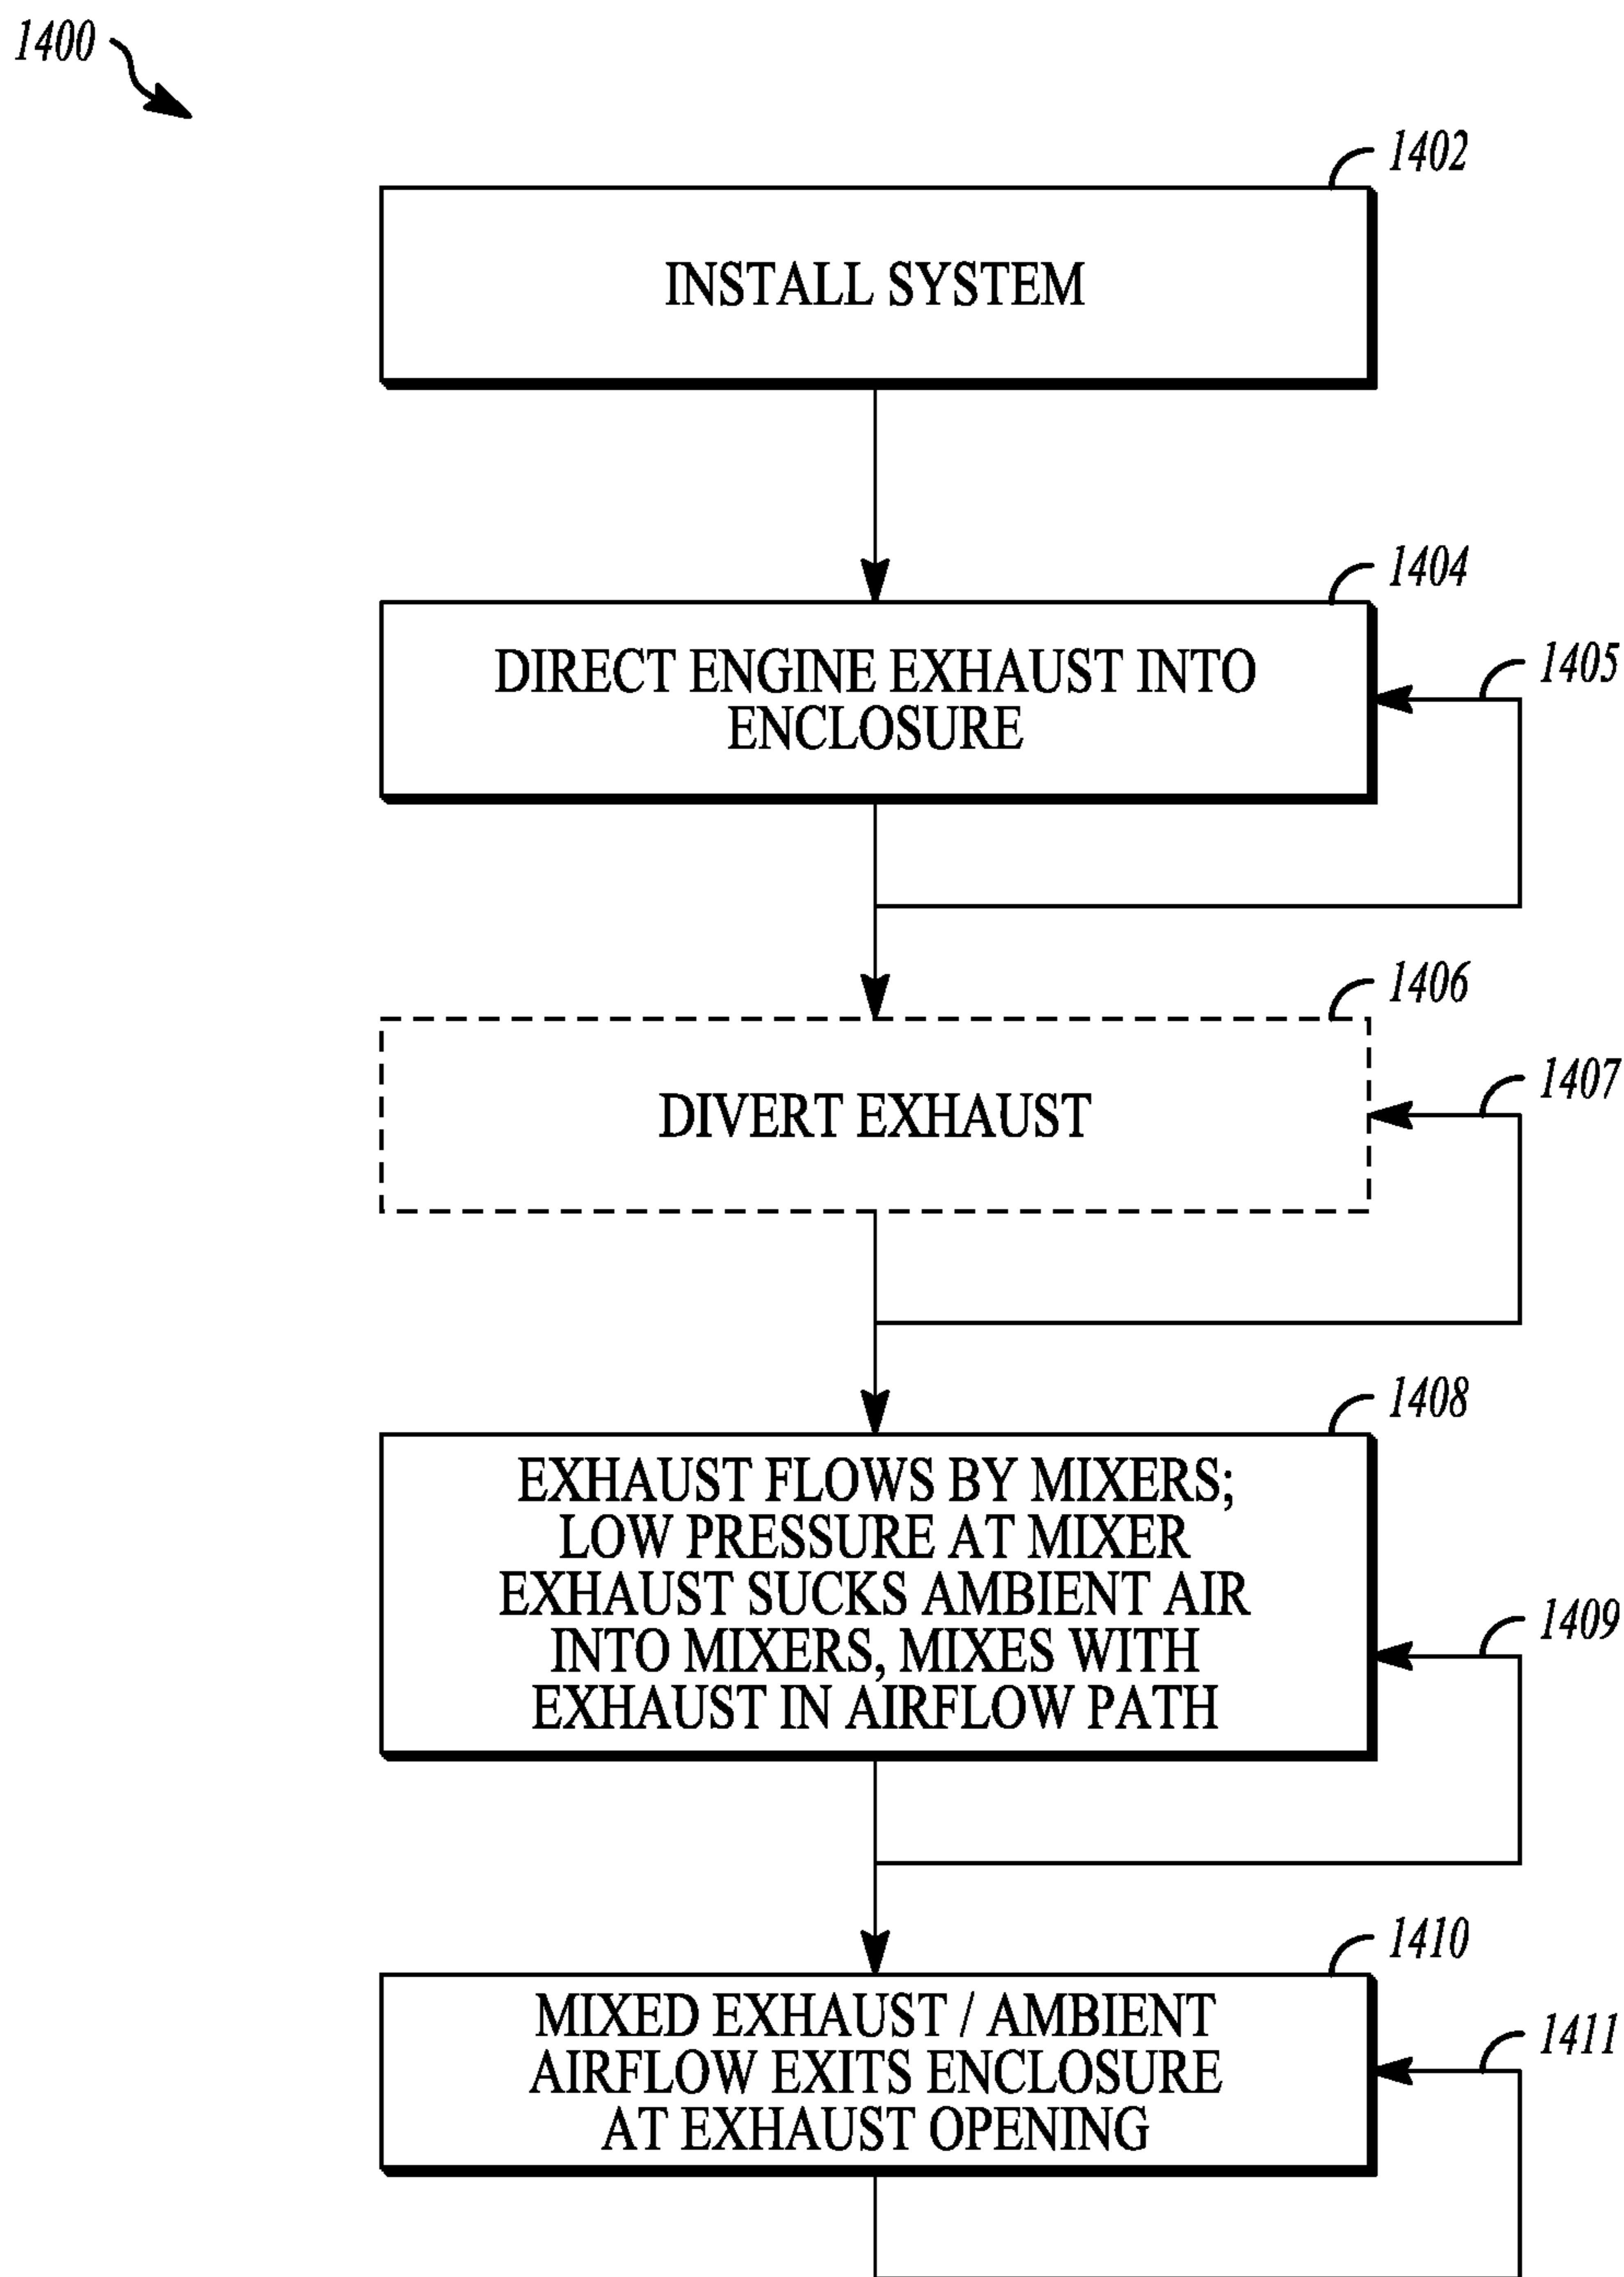 1400
1402
INSTALL SYSTEM
1404
DIRECT ENGINE EXHAUST INTO
ENCLOSURE
1405
1406
DIVERT EXHAUST
1407
1408
EXHAUST FLOWS BY MIXERS;
LOW PRESSURE AT MIXER
EXHAUST SUCKS AMBIENT AIR
INTO MIXERS, MIXES WITH
EXHAUST IN AIRFLOW PATH
1409
1410
MIXED EXHAUST / AMBIENT
AIRFLOW EXITS ENCLOSURE
AT EXHAUST OPENING
1411